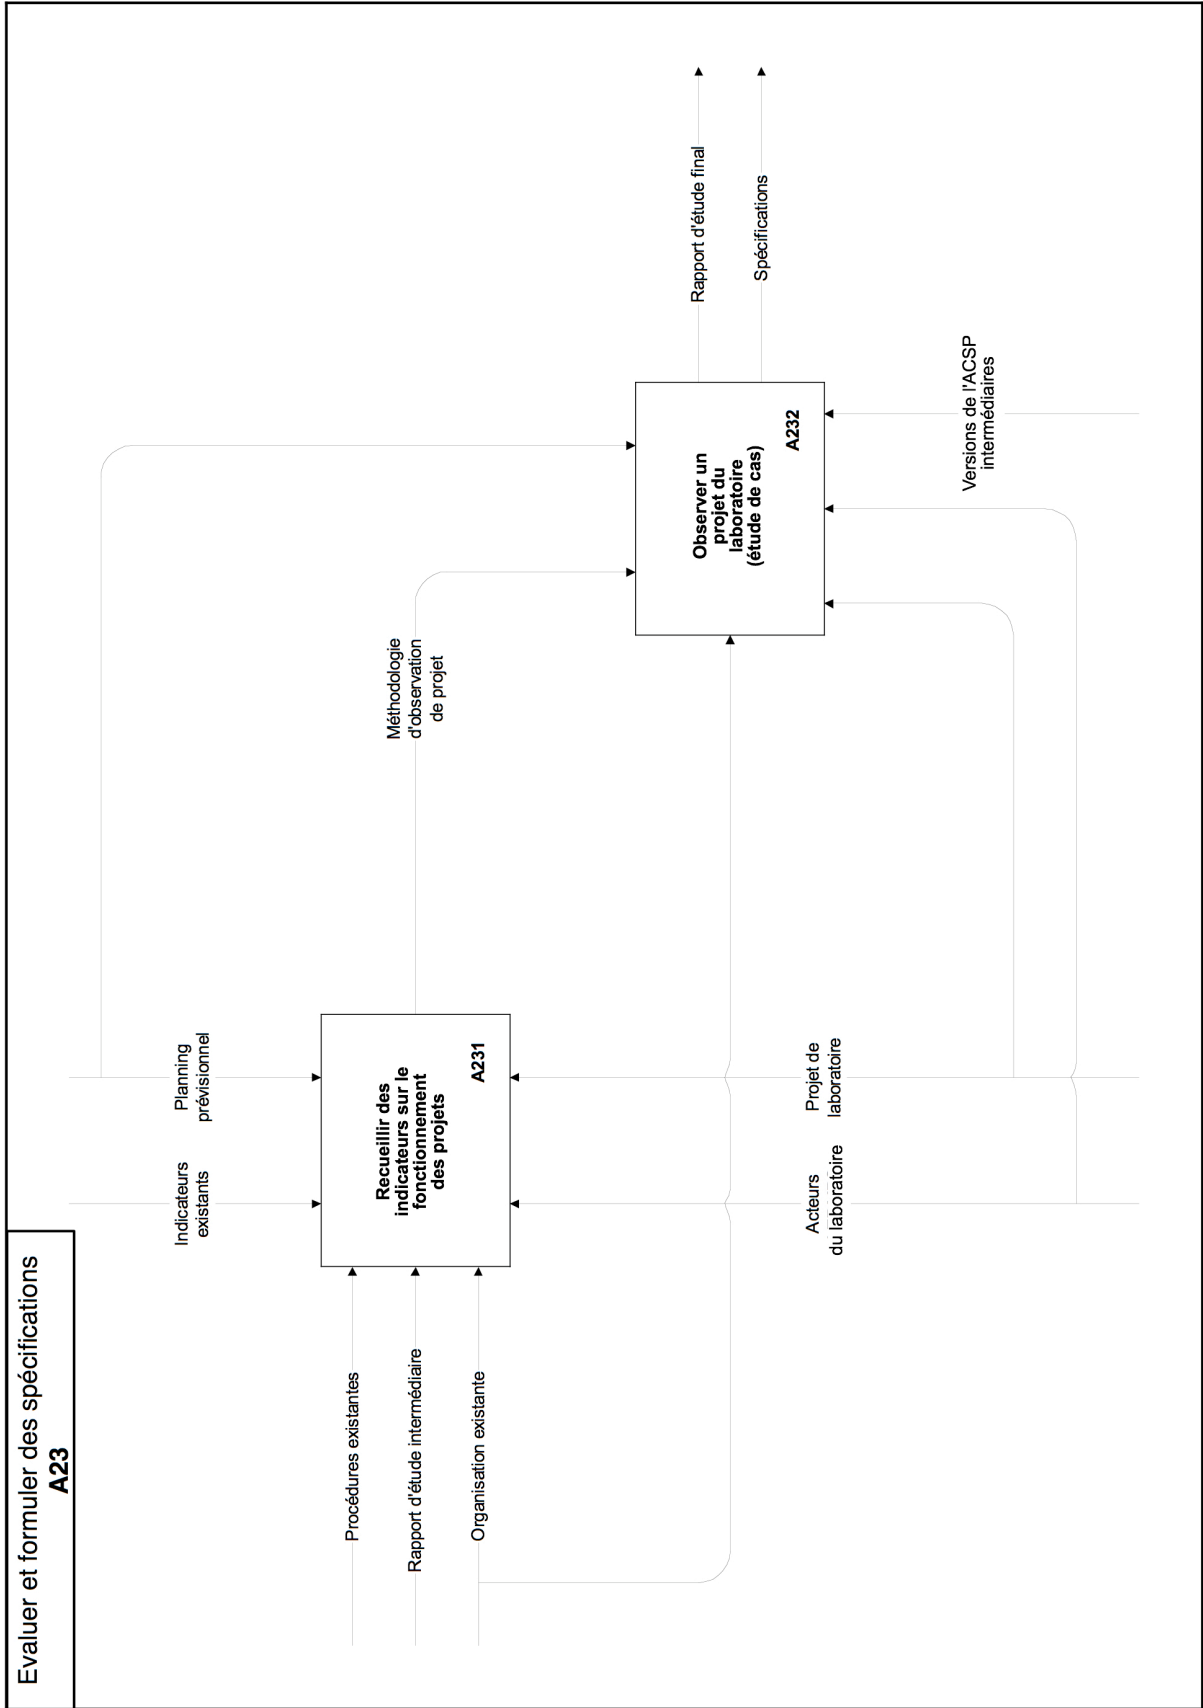 Evaluer et formuler des spécifications
A23
Indicateurs
existants
Planning
prévisionnel
Procédures existantes
Rapport d'étude intermédiaire
Organisation existante
Recueillir des
indicateurs sur le
fonctionnement
des projets
A231
Méthodologie
d'observation
de projet
Observer un
projet du
laboratoire
(étude de cas)
A232
Rapport d'étude final
Spécifications
Acteurs
du laboratoire
Projet de
laboratoire
Versions de l'ACSP
intermédiaires